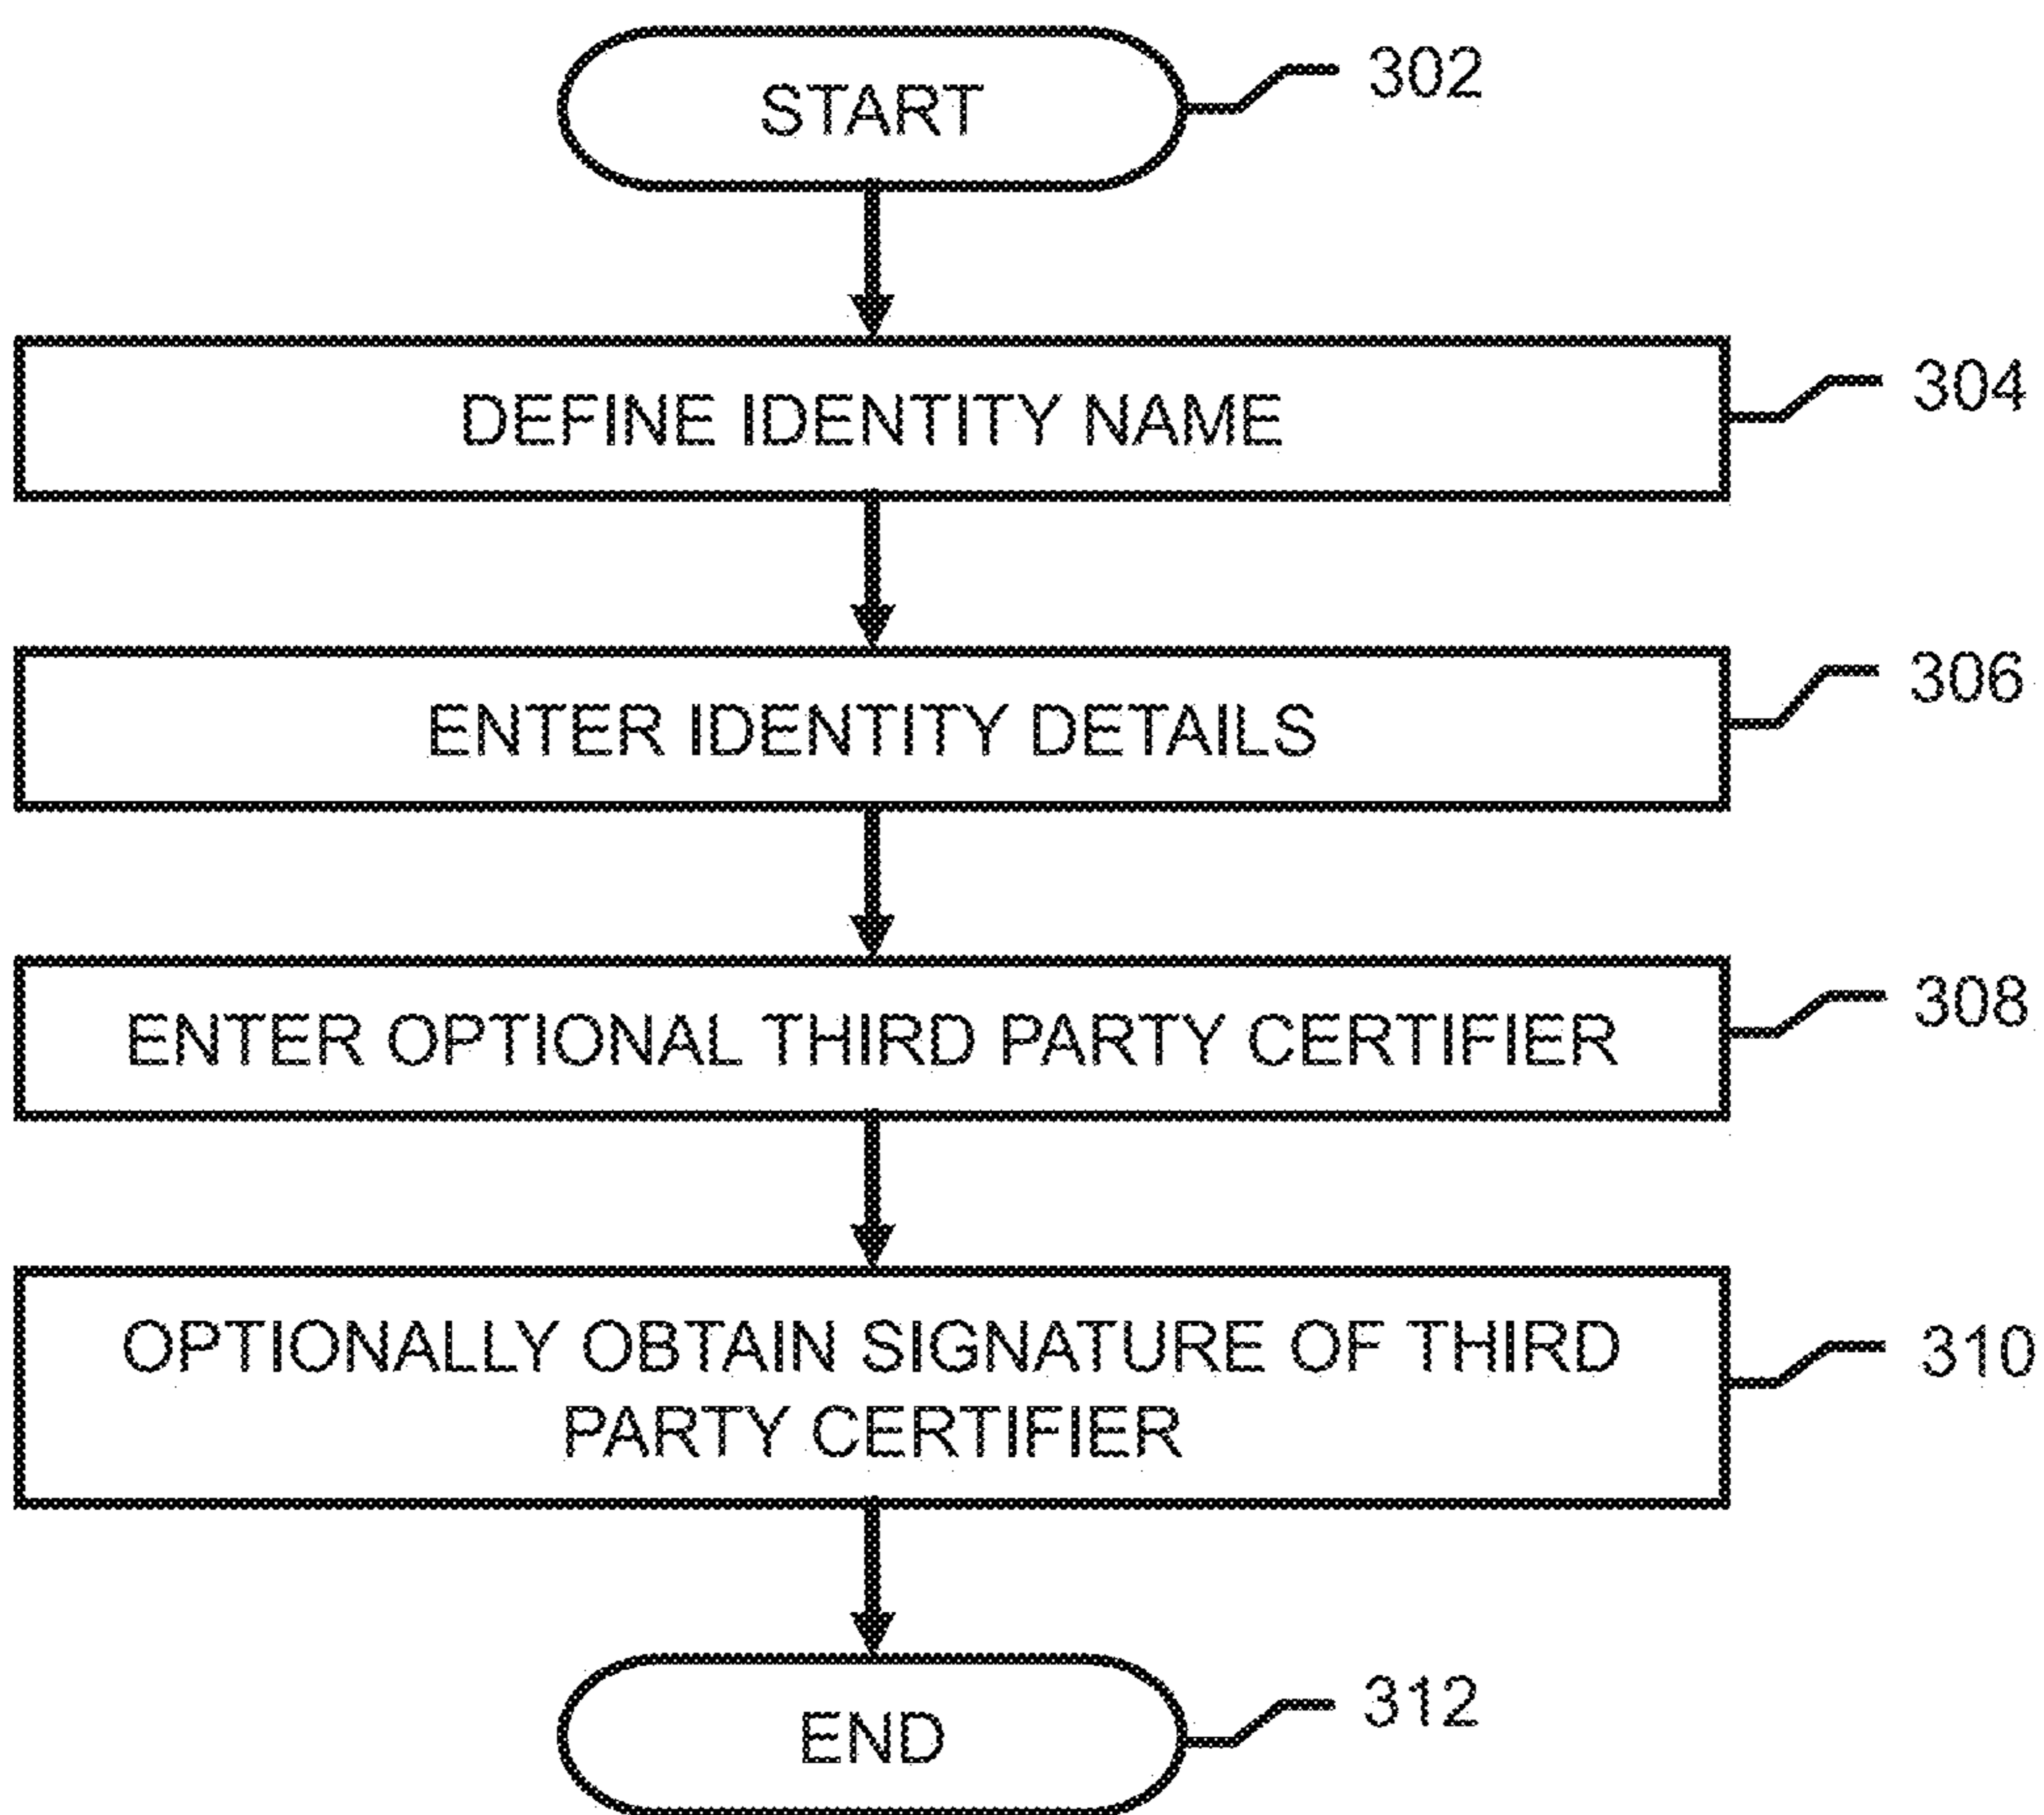 START
302
DEFINE IDENTITY NAME
304
ENTER IDENTITY DETAILS
306
ENTER OPTIONAL THIRD PARTY CERTIFIER
308
OPTIONALLY OBTAIN SIGNATURE OF THIRD
PARTY CERTIFIER
310
END
312